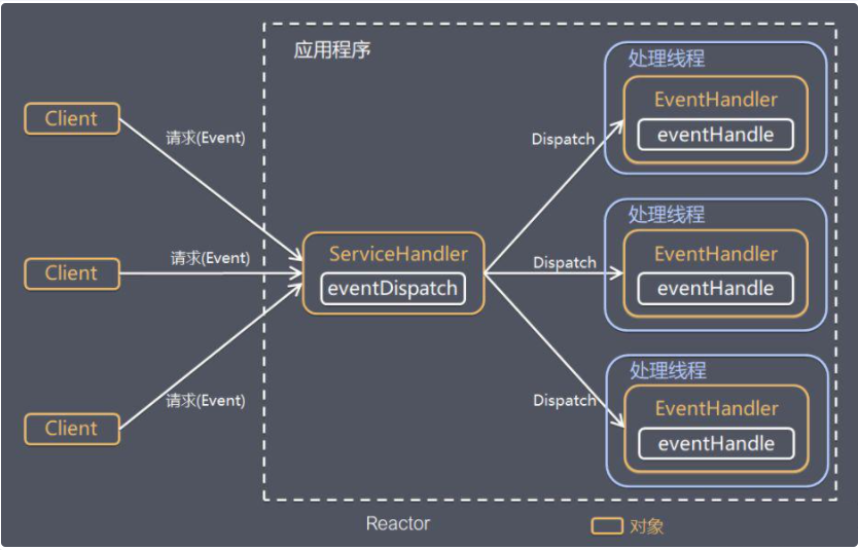 应用程序
处理线程
EventHandler
eventHandle
Client
请求(Event)
Dispatch
处理线程
EventHandler
eventHandle
Client
请求(Event)
ServiceHandler
eventDispatch
Dispatch
处理线程
EventHandler
eventHandle
Client
请求(Event)
Dispatch
Reactor
对象